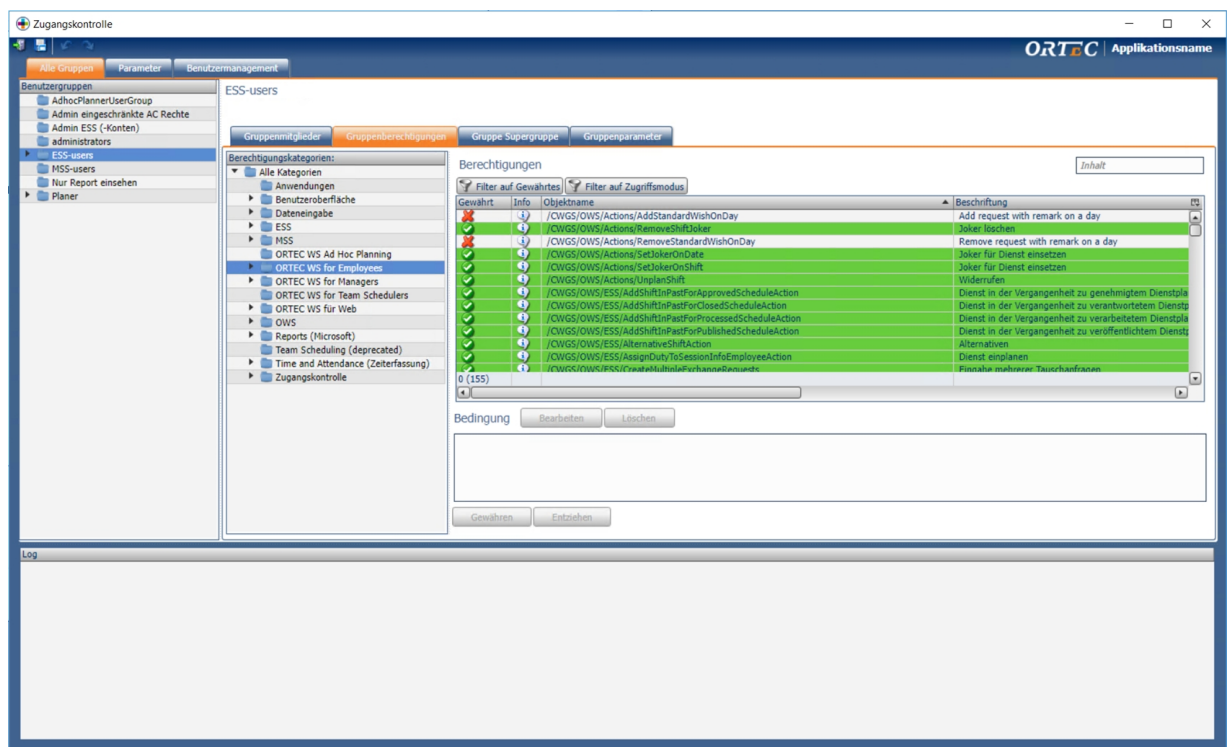 Zugangskontrolle
ORTEC | Applikationsname
Alle Gruppen Parameter Benutzermanagement
Benutzergruppen
AdhocPlannerUserGroup
Admin eingeschränkte AC Rechte
Admin ESS (-Konten)
administrators
ESS-users
MSS-users
Nur Report einsehen
Planer
ESS-users
Gruppenmitglieder Gruppenberechtigungen Gruppe Supergruppe Gruppenparameter
Berechtigungskategorien:
Alle Kategorien
Anwendungen
Benutzeroberfläche
Dateneingabe
ESS
MSS
ORTEC WS Ad Hoc Planning
ORTEC WS for Employees
ORTEC WS for Managers
ORTEC WS for Team Schedulers
ORTEC WS für Web
OWS
Reports (Microsoft)
Team Scheduling (deprecated)
Time and Attendance (Zeiterfassung)
Zugangskontrolle
Berechtigungen
Inhalt
Filter auf Gewährtes Filter auf Zugriffsmodus
Gewährt Info Objektname Beschriftung
/CWGS/OWS/Actions/AddStandardWishOnDay Add request with remark on a day
/CWGS/OWS/Actions/RemoveShiftJoker Joker löschen
/CWGS/OWS/Actions/RemoveStandardWishOnDay Remove request with remark on a day
/CWGS/OWS/Actions/SetJokerOnDate Joker für Dienst einsetzen
/CWGS/OWS/Actions/SetJokerOnShift Joker für Dienst einsetzen
/CWGS/OWS/Actions/UnplanShift Widerrufen
/CWGS/OWS/ESS/AddShiftInPastForApprovedScheduleAction Dienst in der Vergangenheit zu genehmigtem Dienstpla
/CWGS/OWS/ESS/AddShiftInPastForClosedScheduleAction Dienst in der Vergangenheit zu verantwortetem Dienstp
/CWGS/OWS/ESS/AddShiftInPastForProcessedScheduleAction Dienst in der Vergangenheit zu verarbeitetem Dienstpla
/CWGS/OWS/ESS/AddShiftInPastForPublishedScheduleAction Dienst in der Vergangenheit zu veröffentlichtem Dienstp
/CWGS/OWS/ESS/AlternativeShiftAction Alternativen
/CWGS/OWS/ESS/AssignDutyToSessionInfoEmployeeAction Dienst einplanen
/CWGS/OWS/ESS/CreateMultipleExchangeRequests Eingabe mehrerer Tauschanfragen
0 (155)
Bedingung Bearbeiten Löschen
Gewähren Entziehen
Log